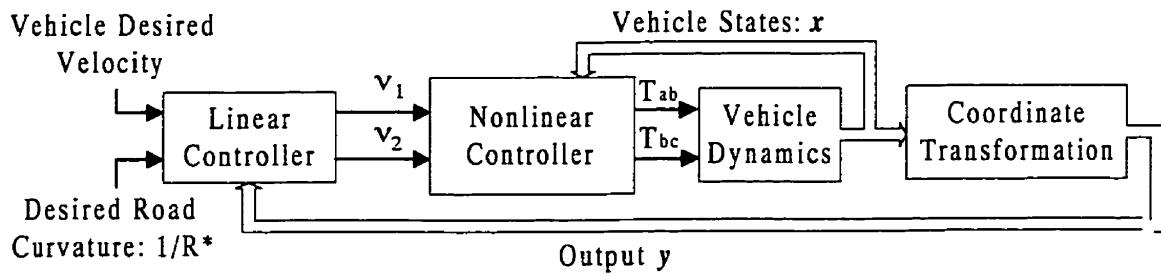 Vehicle Desired
Velocity
Vehicle States: x
ν1
ν2
Linear
Controller
Nonlinear
Controller
Tab
Tbc
Vehicle
Dynamics
Coordinate
Transformation
Desired Road
Curvature: 1/R*
Output y